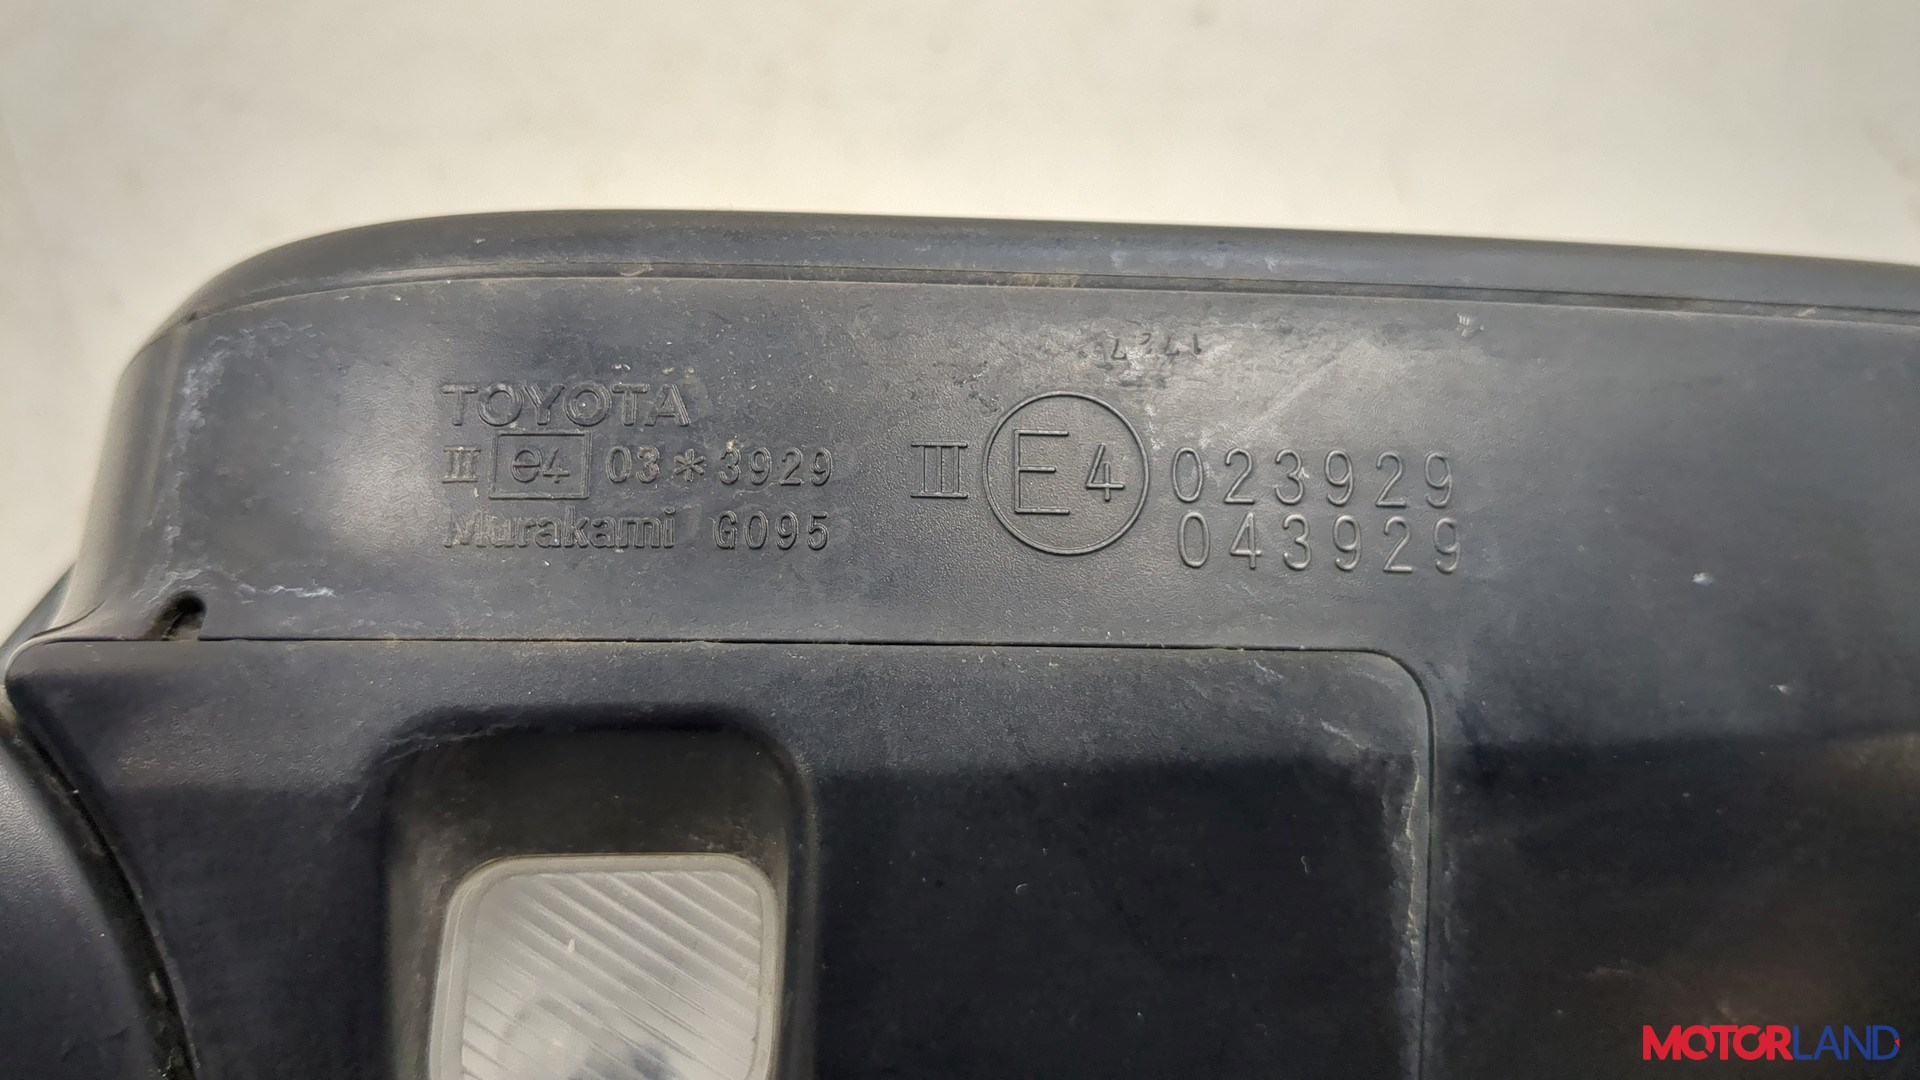 TOYOTA
III e4 03*3929
Murakami G095
III E4 023929
043929
MOTORLAND